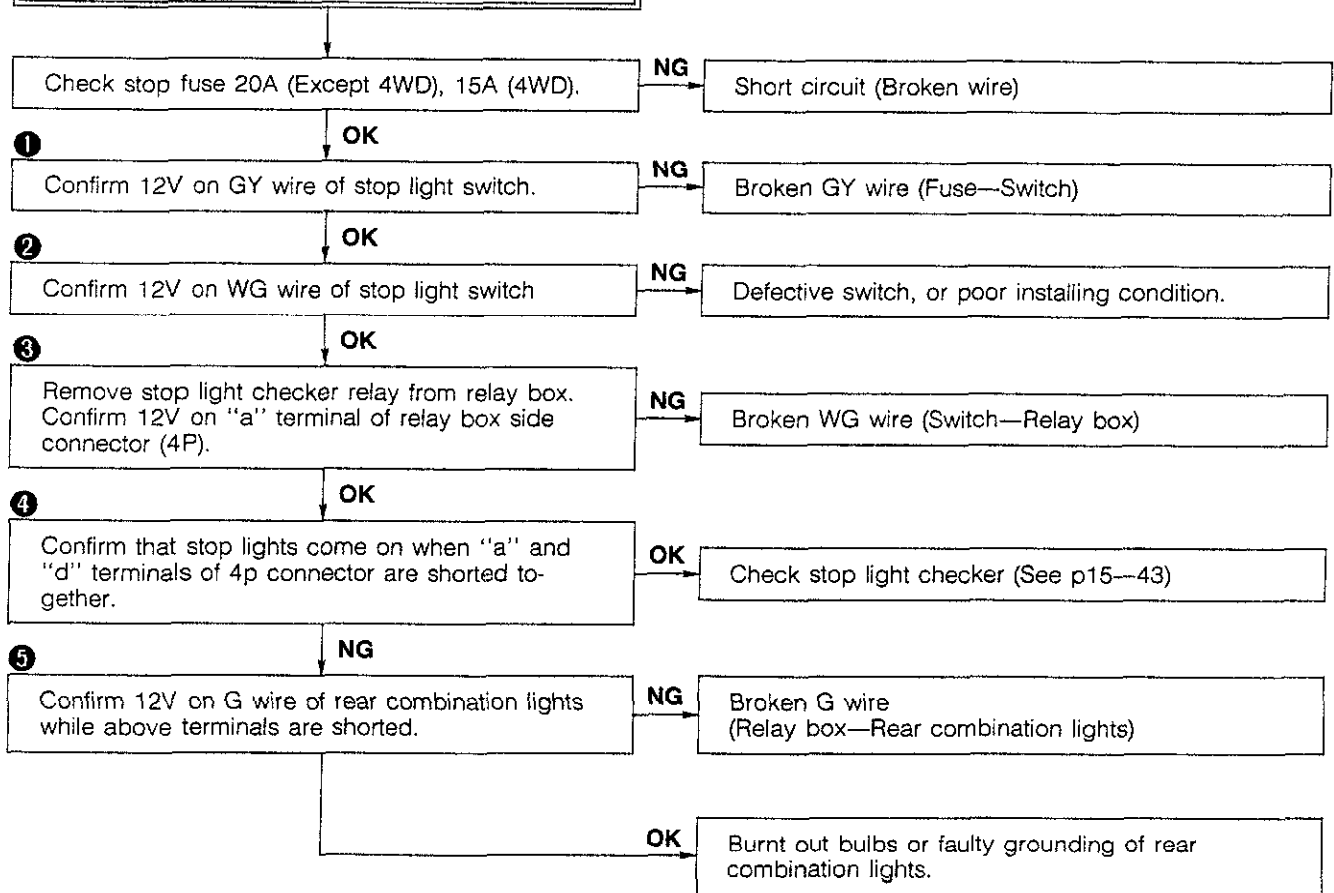 Check stop fuse 20A (Except 4WD), 15A (4WD).
NG
Short circuit (Broken wire)
OK
❶
Confirm 12V on GY wire of stop light switch.
NG
Broken GY wire (Fuse—Switch)
OK
❷
Confirm 12V on WG wire of stop light switch
NG
Defective switch, or poor installing condition.
OK
❸
Remove stop light checker relay from relay box.
Confirm 12V on "a" terminal of relay box side
connector (4P).
NG
Broken WG wire (Switch—Relay box)
OK
❹
Confirm that stop lights come on when "a" and
"d" terminals of 4p connector are shorted to-
gether.
OK
Check stop light checker (See p15—43)
NG
❺
Confirm 12V on G wire of rear combination lights
while above terminals are shorted.
NG
Broken G wire
(Relay box—Rear combination lights)
OK
Burnt out bulbs or faulty grounding of rear
combination lights.